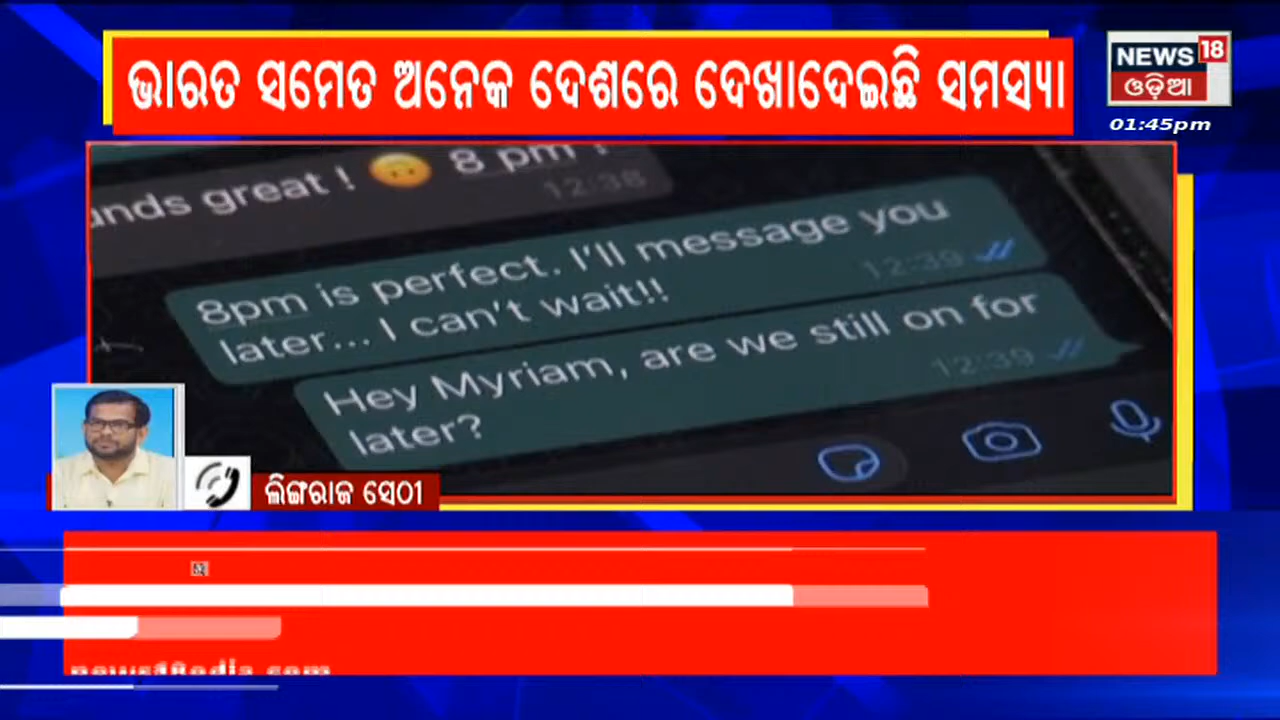 ଭାରତ ସମେତ ଅନେକ ଦେଶରେ ଦେଖାଦେଇଛି ସମସ୍ୟା
NEWS 18
ଓଡ଼ିଆ
01:45pm
great! 🙃 8 pm !
12:38
8pm is perfect. I'll message you
later... I can't wait!!
12:39
Hey Myriam, are we still on for
later?
12:39
ଲିଙ୍ଗରାଜ ସେଠୀ